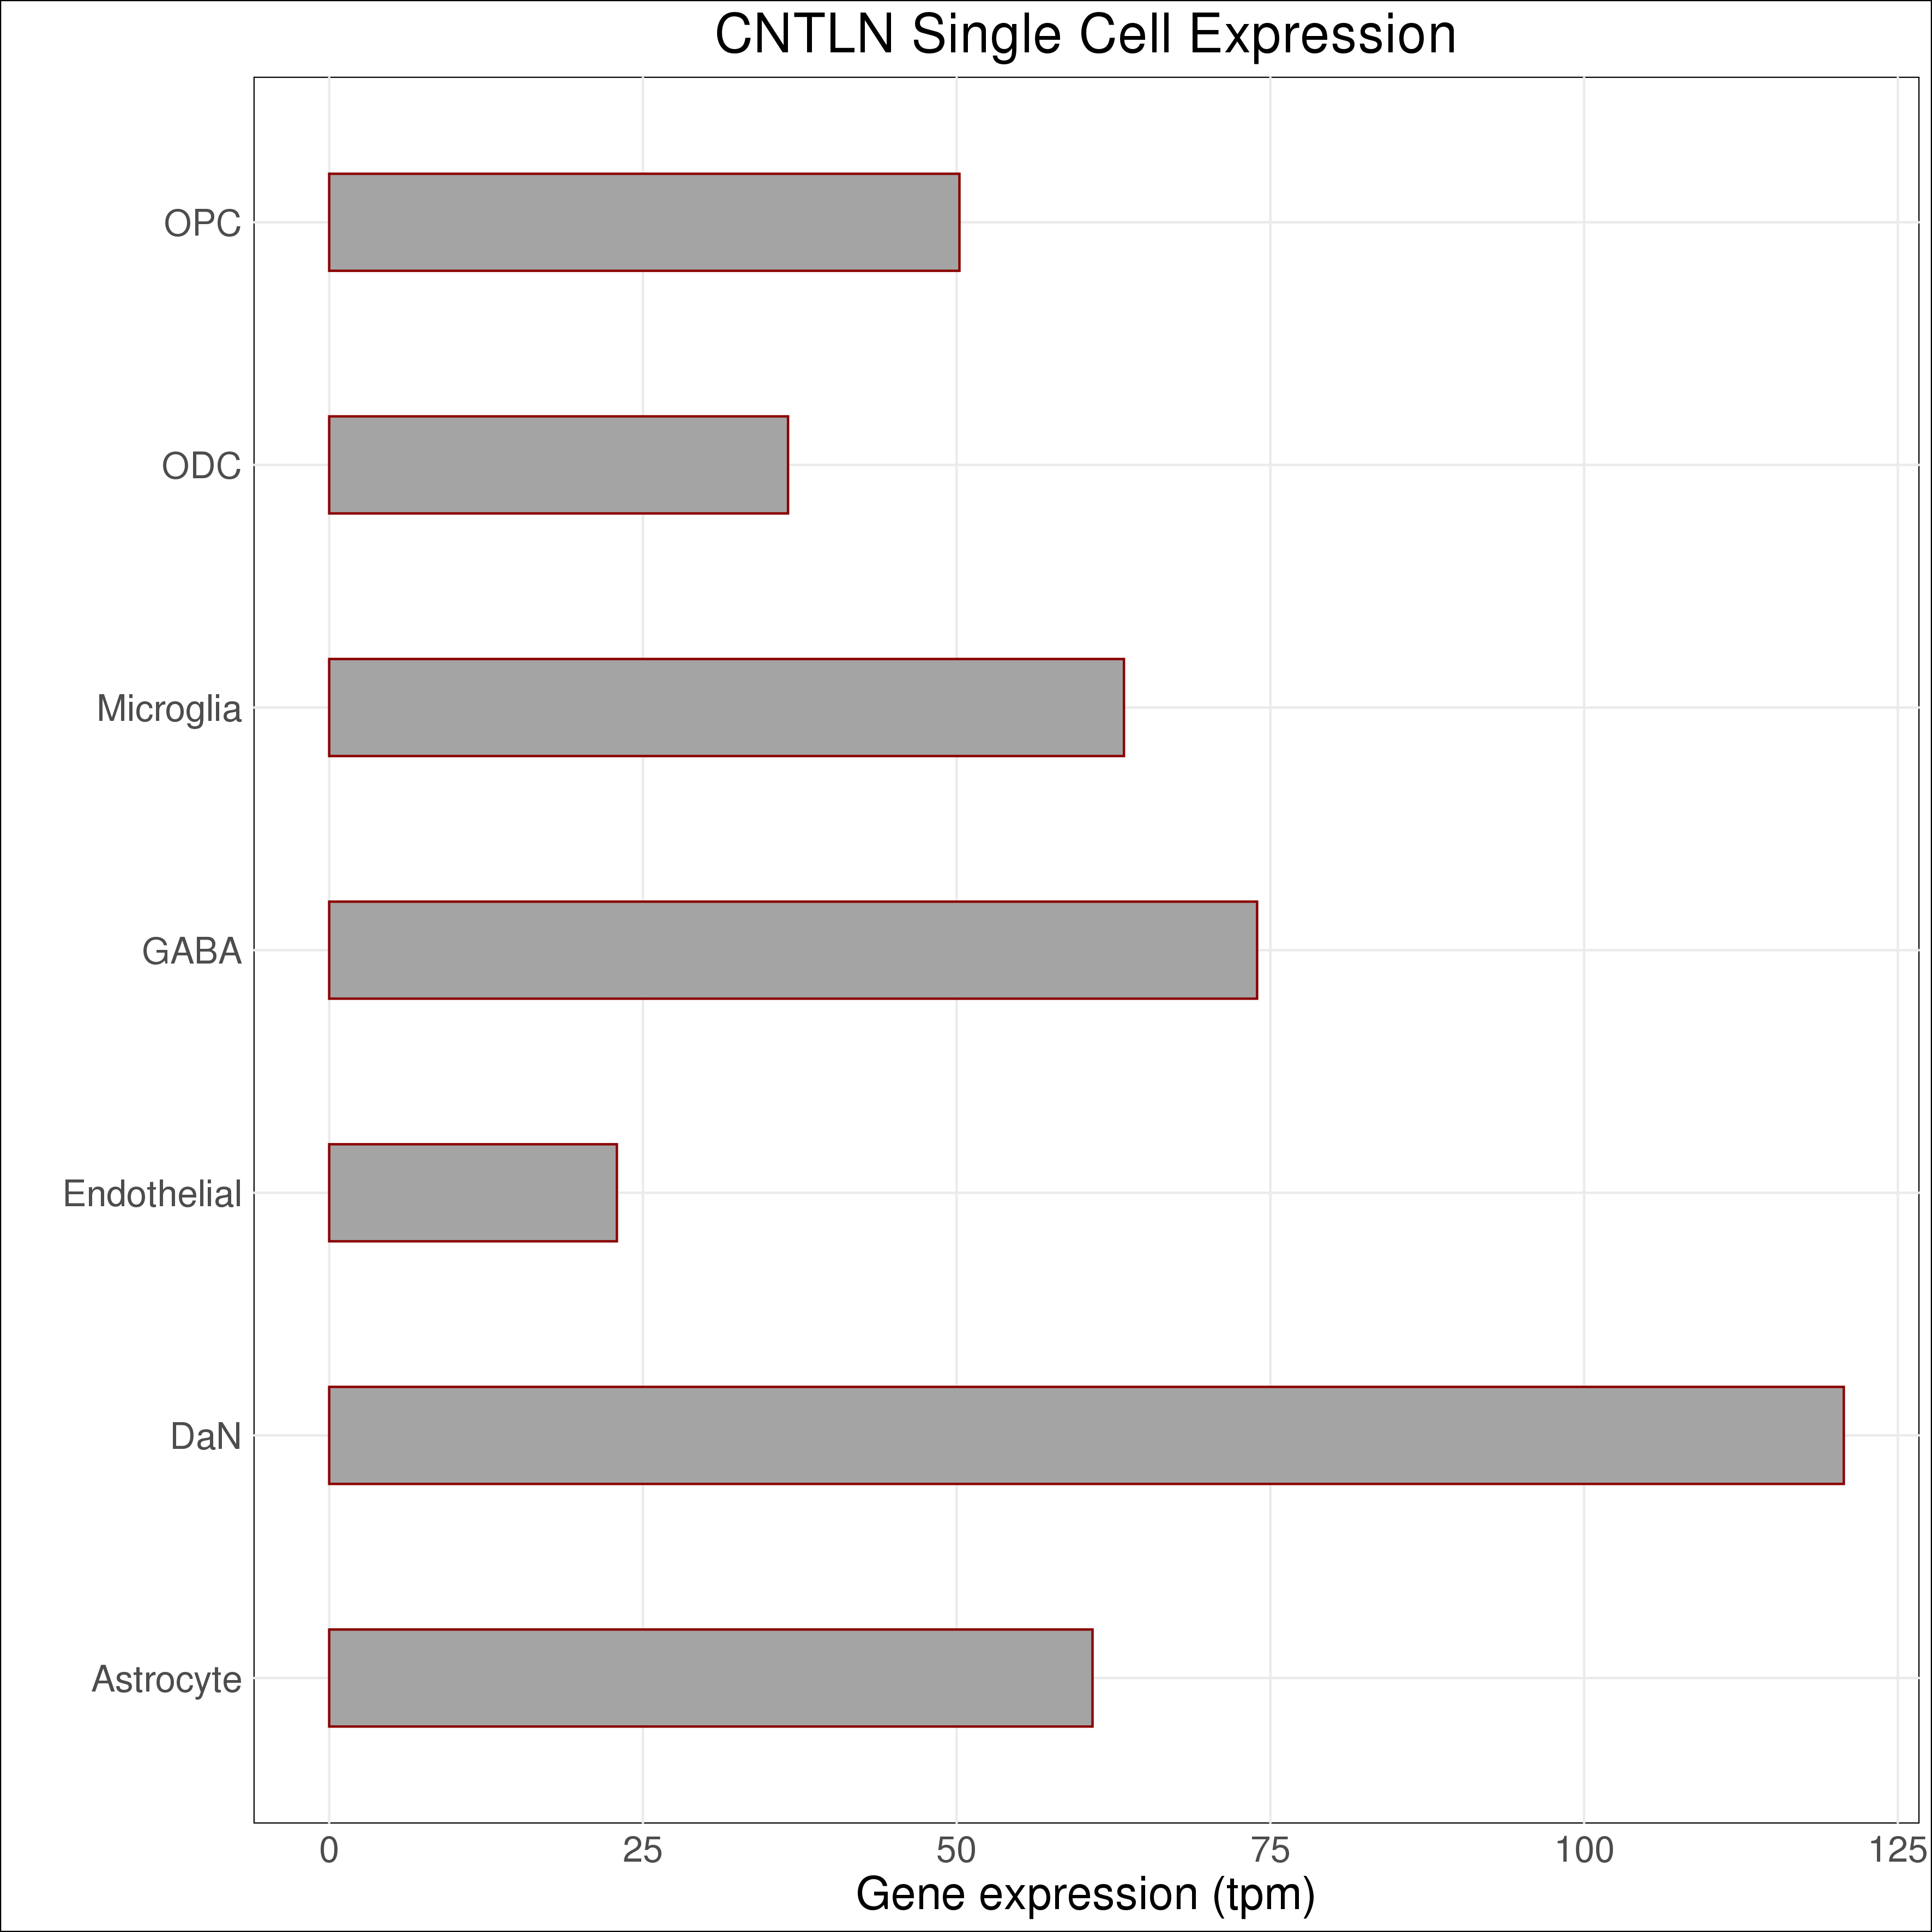 CNTLN Single Cell Expression
OPC
ODC
Microglia
GABA
Endothelial
DaN
Astrocyte
0 25 50 75 100 125
Gene expression (tpm)